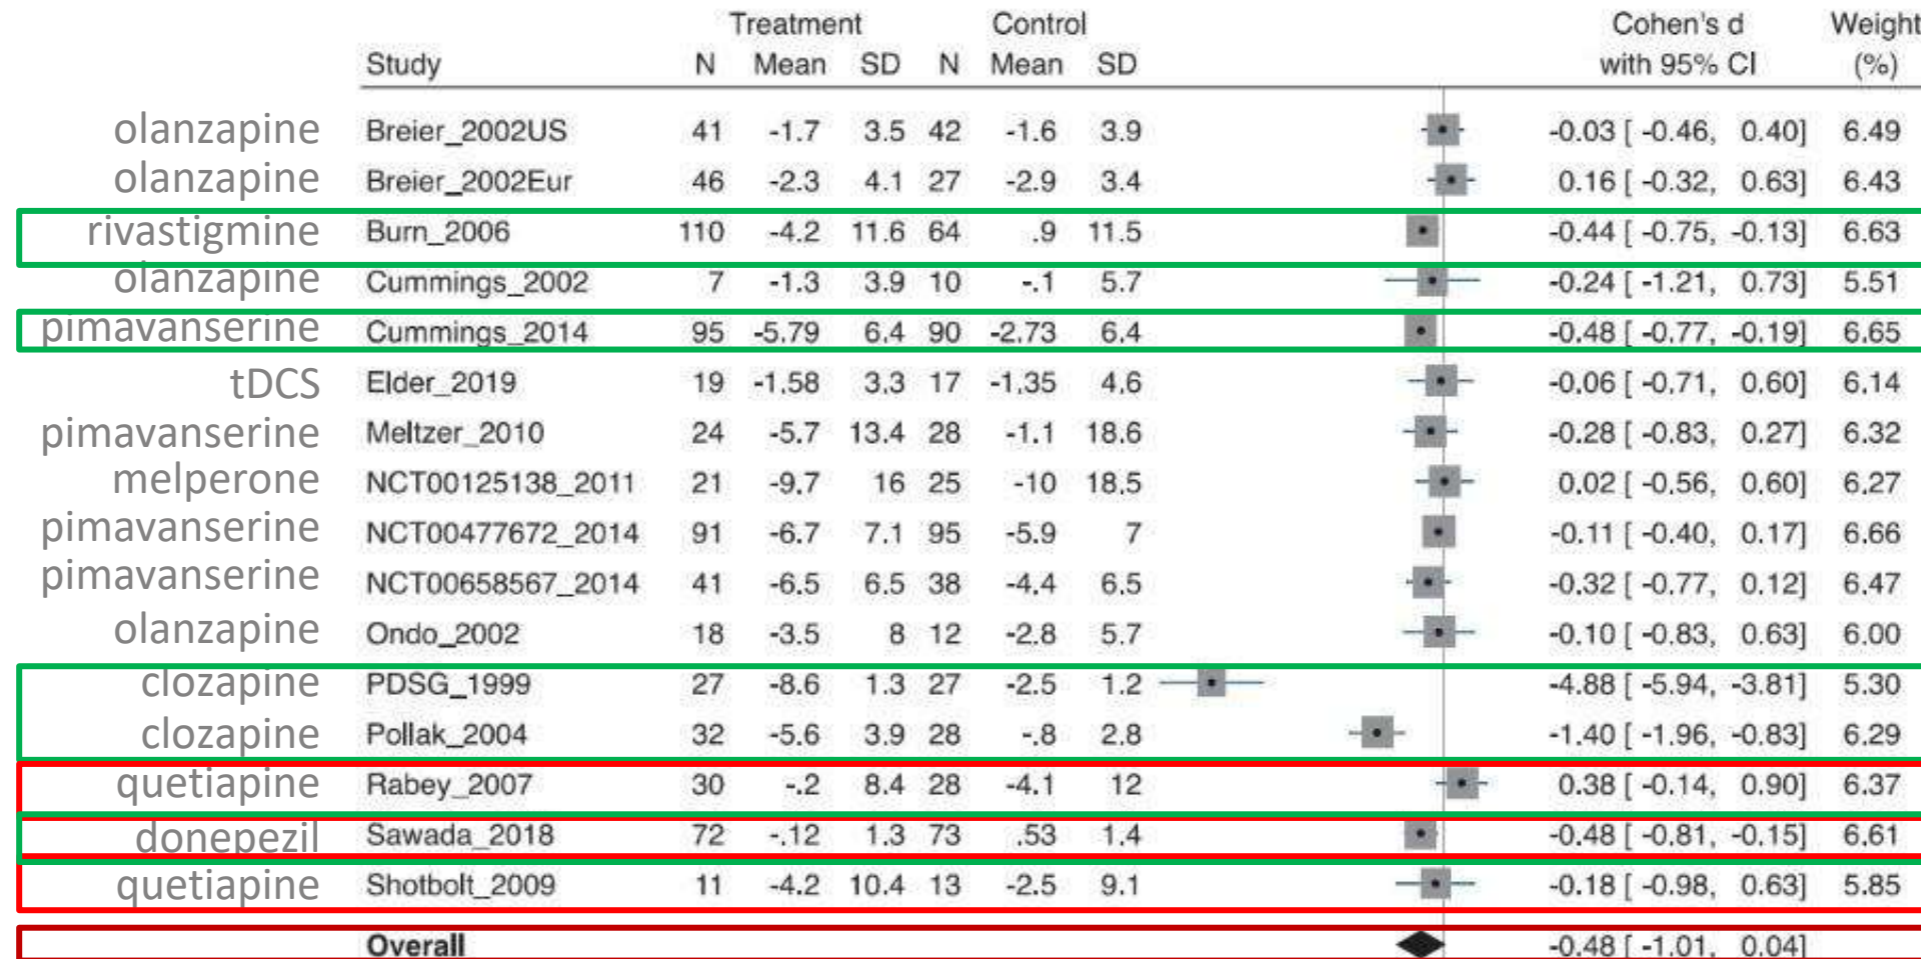 Treatment Control Cohen's d Weight
Study N Mean SD N Mean SD with 95% CI (%)
olanzapine Breier_2002US 41 -1.7 3.5 42 -1.6 3.9 -0.03 [ -0.46, 0.40] 6.49
olanzapine Breier_2002Eur 46 -2.3 4.1 27 -2.9 3.4 0.16 [ -0.32, 0.63] 6.43
rivastigmine Burn_2006 110 -4.2 11.6 64 .9 11.5 -0.44 [ -0.75, -0.13] 6.63
olanzapine Cummings_2002 7 -1.3 3.9 10 -.1 5.7 -0.24 [ -1.21, 0.73] 5.51
pimavanserine Cummings_2014 95 -5.79 6.4 90 -2.73 6.4 -0.48 [ -0.77, -0.19] 6.65
tDCS Elder_2019 19 -1.58 3.3 17 -1.35 4.6 -0.06 [ -0.71, 0.60] 6.14
pimavanserine Meltzer_2010 24 -5.7 13.4 28 -1.1 18.6 -0.28 [ -0.83, 0.27] 6.32
melperone NCT00125138_2011 21 -9.7 16 25 -10 18.5 0.02 [ -0.56, 0.60] 6.27
pimavanserine NCT00477672_2014 91 -6.7 7.1 95 -5.9 7 -0.11 [ -0.40, 0.17] 6.66
pimavanserine NCT00658567_2014 41 -6.5 6.5 38 -4.4 6.5 -0.32 [ -0.77, 0.12] 6.47
olanzapine Ondo_2002 18 -3.5 8 12 -2.8 5.7 -0.10 [ -0.83, 0.63] 6.00
clozapine PDSG_1999 27 -8.6 1.3 27 -2.5 1.2 -4.88 [ -5.94, -3.81] 5.30
clozapine Pollak_2004 32 -5.6 3.9 28 -.8 2.8 -1.40 [ -1.96, -0.83] 6.29
quetiapine Rabey_2007 30 -.2 8.4 28 -4.1 12 0.38 [ -0.14, 0.90] 6.37
donepezil Sawada_2018 72 -.12 1.3 73 .53 1.4 -0.48 [ -0.81, -0.15] 6.61
quetiapine Shotbolt_2009 11 -4.2 10.4 13 -2.5 9.1 -0.18 [ -0.98, 0.63] 5.85
Overall -0.48 [ -1.01, 0.04]